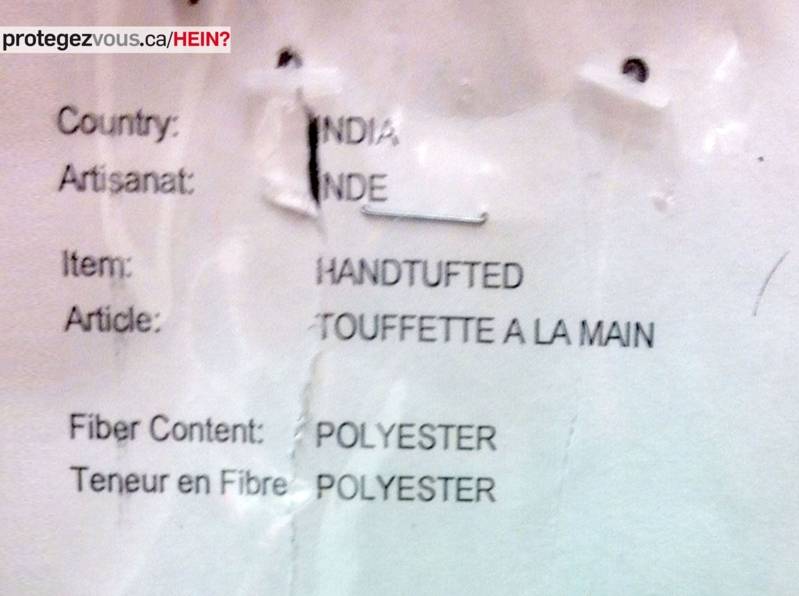 protegezvous.ca/HEIN?
Country: INDIA
Artisanat: INDE
Item: HANDTUFTED
Article: TOUFFETTE A LA MAIN
Fiber Content: POLYESTER
Teneur en Fibre POLYESTER